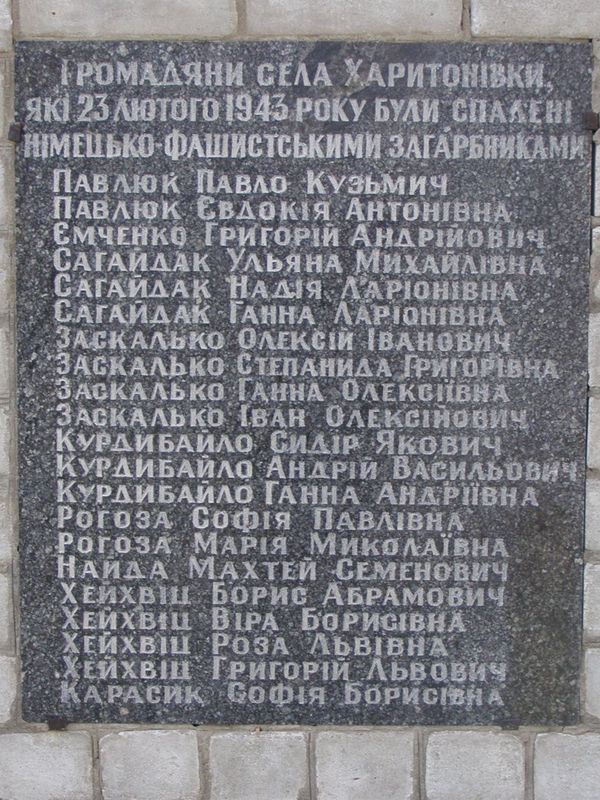 ГРОМАДЯНИ СЕЛА ХАРИТОНІВКИ,
ЯКІ 23 ЛЮТОГО 1943 РОКУ БУЛИ СПАЛЕНІ
НІМЕЦЬКО-ФАШИСТСЬКИМИ ЗАГАРБНИКАМИ
ПАВЛЮК ПАВЛО КУЗЬМИЧ
ПАВЛЮК ЄВДОКІЯ АНТОНІВНА
ЄМЧЕНКО ГРИГОРІЙ АНДРІЙОВИЧ
САГАЙДАК УЛЬЯНА МИХАЙЛІВНА
САГАЙДАК НАДІЯ ЛАРІОНІВНА
САГАЙДАК ГАННА ЛАРІОНІВНА
ЗАСКАЛЬКО ОЛЕКСІЙ ІВАНОВИЧ
ЗАСКАЛЬКО СТЕПАНИДА ГРИГОРІВНА
ЗАСКАЛЬКО ГАННА ОЛЕКСІЇВНА
ЗАСКАЛЬКО ІВАН ОЛЕКСІЙОВИЧ
КУРДИБАЙЛО СИДІР ЯКОВИЧ
КУРДИБАЙЛО АНДРІЙ ВАСИЛЬОВИЧ
КУРДИБАЙЛО ГАННА АНДРІЇВНА
РОГОЗА СОФІЯ ПАВЛІВНА
РОГОЗА МАРІЯ МИКОЛАЇВНА
НАЙДА МАХТЕЙ СЕМЕНОВИЧ
ХЕЙХВІЦ БОРИС АБРАМОВИЧ
ХЕЙХВІЦ ВІРА БОРИСІВНА
ХЕЙХВІЦ РОЗА ЛЬВІВНА
ХЕЙХВІЦ ГРИГОРІЙ ЛЬВОВИЧ
КАРАСИК СОФІЯ БОРИСІВНА